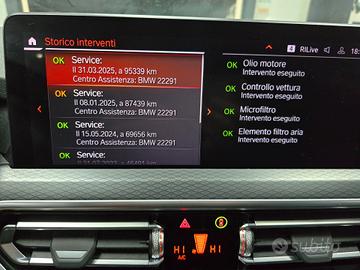 Storico interventi
4 RILive 18:
OK Service:
Il 31.03.2025, a 95339 km
Centro Assistenza: BMW 22291
OK Service:
Il 08.01.2025, a 87439 km
Centro Assistenza: BMW 22291
OK Service:
Il 15.05.2024, a 69656 km
Centro Assistenza: BMW 22291
OK Service:
OK Olio motore
Intervento eseguito
OK Controllo vettura
Intervento eseguito
OK Microfiltro
Intervento eseguito
OK Elemento filtro aria
Intervento eseguito
HI A/C
HI
subito